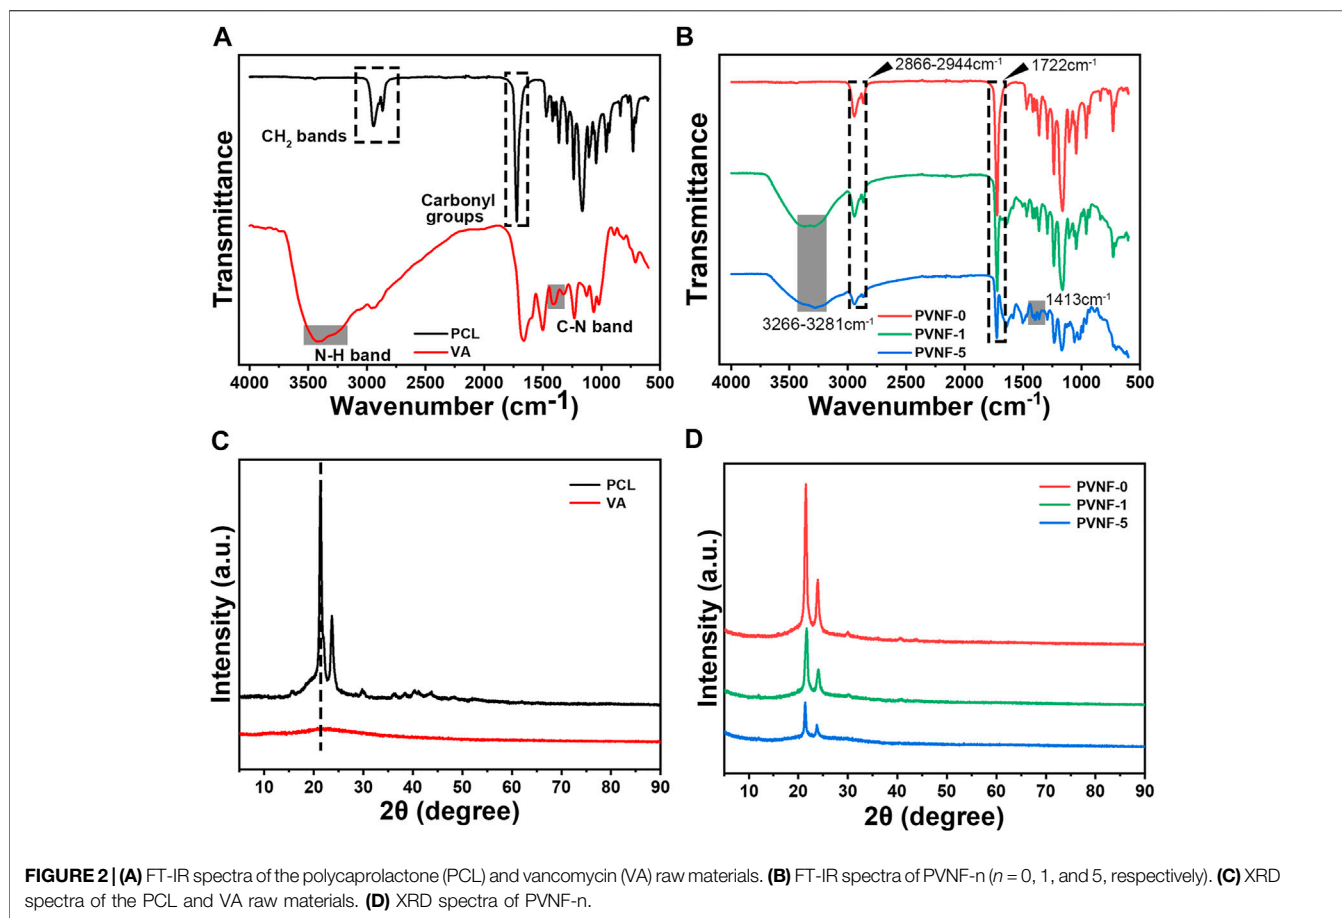 A
CH2 bands
Carbonyl
groups
C-N band
N-H band
PCL
VA
Transmittance
4000 3500 3000 2500 2000 1500 1000 500
Wavenumber (cm-1)
B
2866-2944cm-1
1722cm-1
1413cm-1
3266-3281cm-1
PVNF-0
PVNF-1
PVNF-5
Transmittance
4000 3500 3000 2500 2000 1500 1000 500
Wavenumber (cm-1)
C
PCL
VA
Intensity (a.u.)
10 20 30 40 50 60 70 80 90
2θ (degree)
D
PVNF-0
PVNF-1
PVNF-5
Intensity (a.u.)
10 20 30 40 50 60 70 80 90
2θ (degree)
FIGURE 2 | (A) FT-IR spectra of the polycaprolactone (PCL) and vancomycin (VA) raw materials. (B) FT-IR spectra of PVNF-n (n = 0, 1, and 5, respectively). (C) XRD
spectra of the PCL and VA raw materials. (D) XRD spectra of PVNF-n.